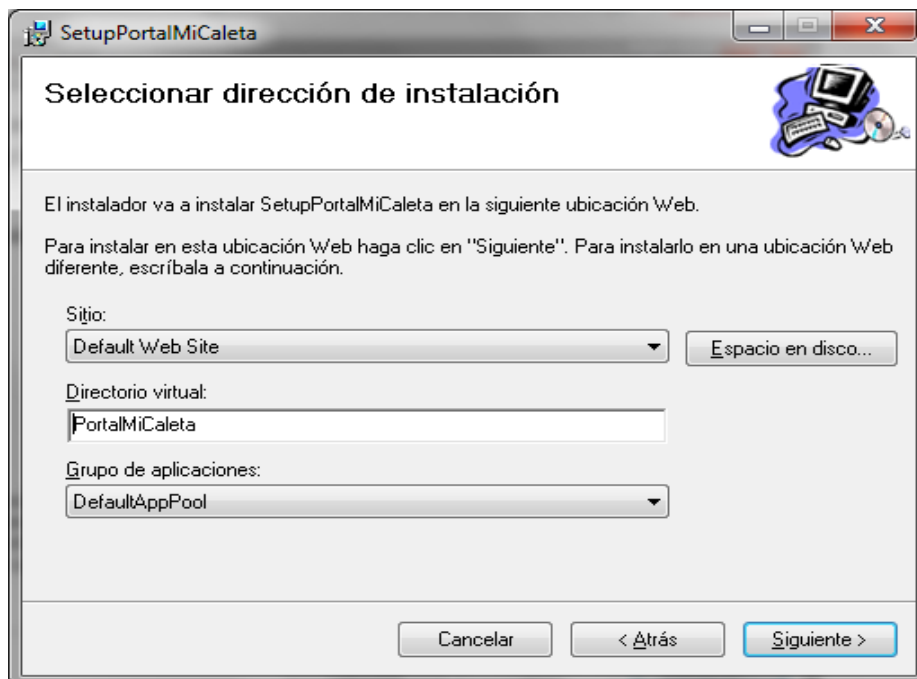 SetupPortalMiCaleta
Seleccionar dirección de instalación
El instalador va a instalar SetupPortalMiCaleta en la siguiente ubicación Web.
Para instalar en esta ubicación Web haga clic en "Siguiente". Para instalarlo en una ubicación Web
diferente, escríbala a continuación.
Sitio:
Default Web Site
Espacio en disco...
Directorio virtual:
PortalMiCaleta
Grupo de aplicaciones:
DefaultAppPool
Cancelar
< Atrás
Siguiente >